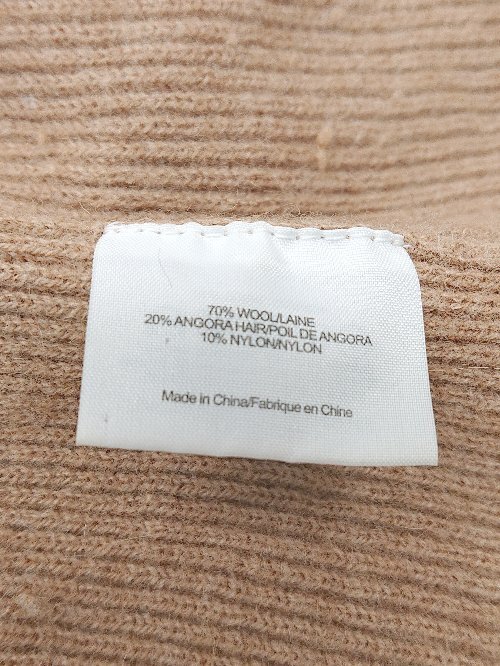 70% WOOL/LAINE
20% ANGORA HAIR/POIL DE ANGORA
10% NYLON/NYLON
Made in China/Fabrique en Chine